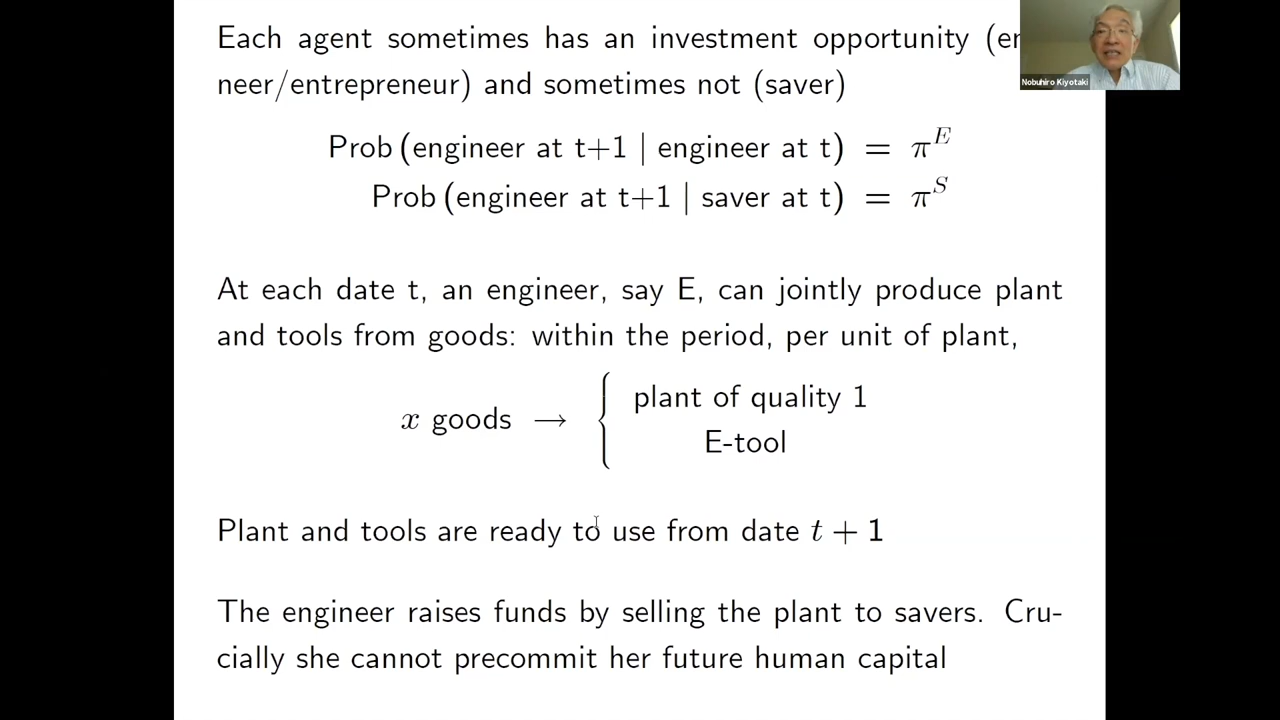 Each agent sometimes has an investment opportunity (en
neer/entrepreneur) and sometimes not (saver)
Nobuhiro Kiyotaki
Prob (engineer at t+1 | engineer at t) = π^E
Prob (engineer at t+1 | saver at t) = π^S
At each date t, an engineer, say E, can jointly produce plant
and tools from goods: within the period, per unit of plant,
x goods → { plant of quality 1
E-tool
Plant and tools are ready to use from date t + 1
The engineer raises funds by selling the plant to savers. Cru-
cially she cannot precommit her future human capital